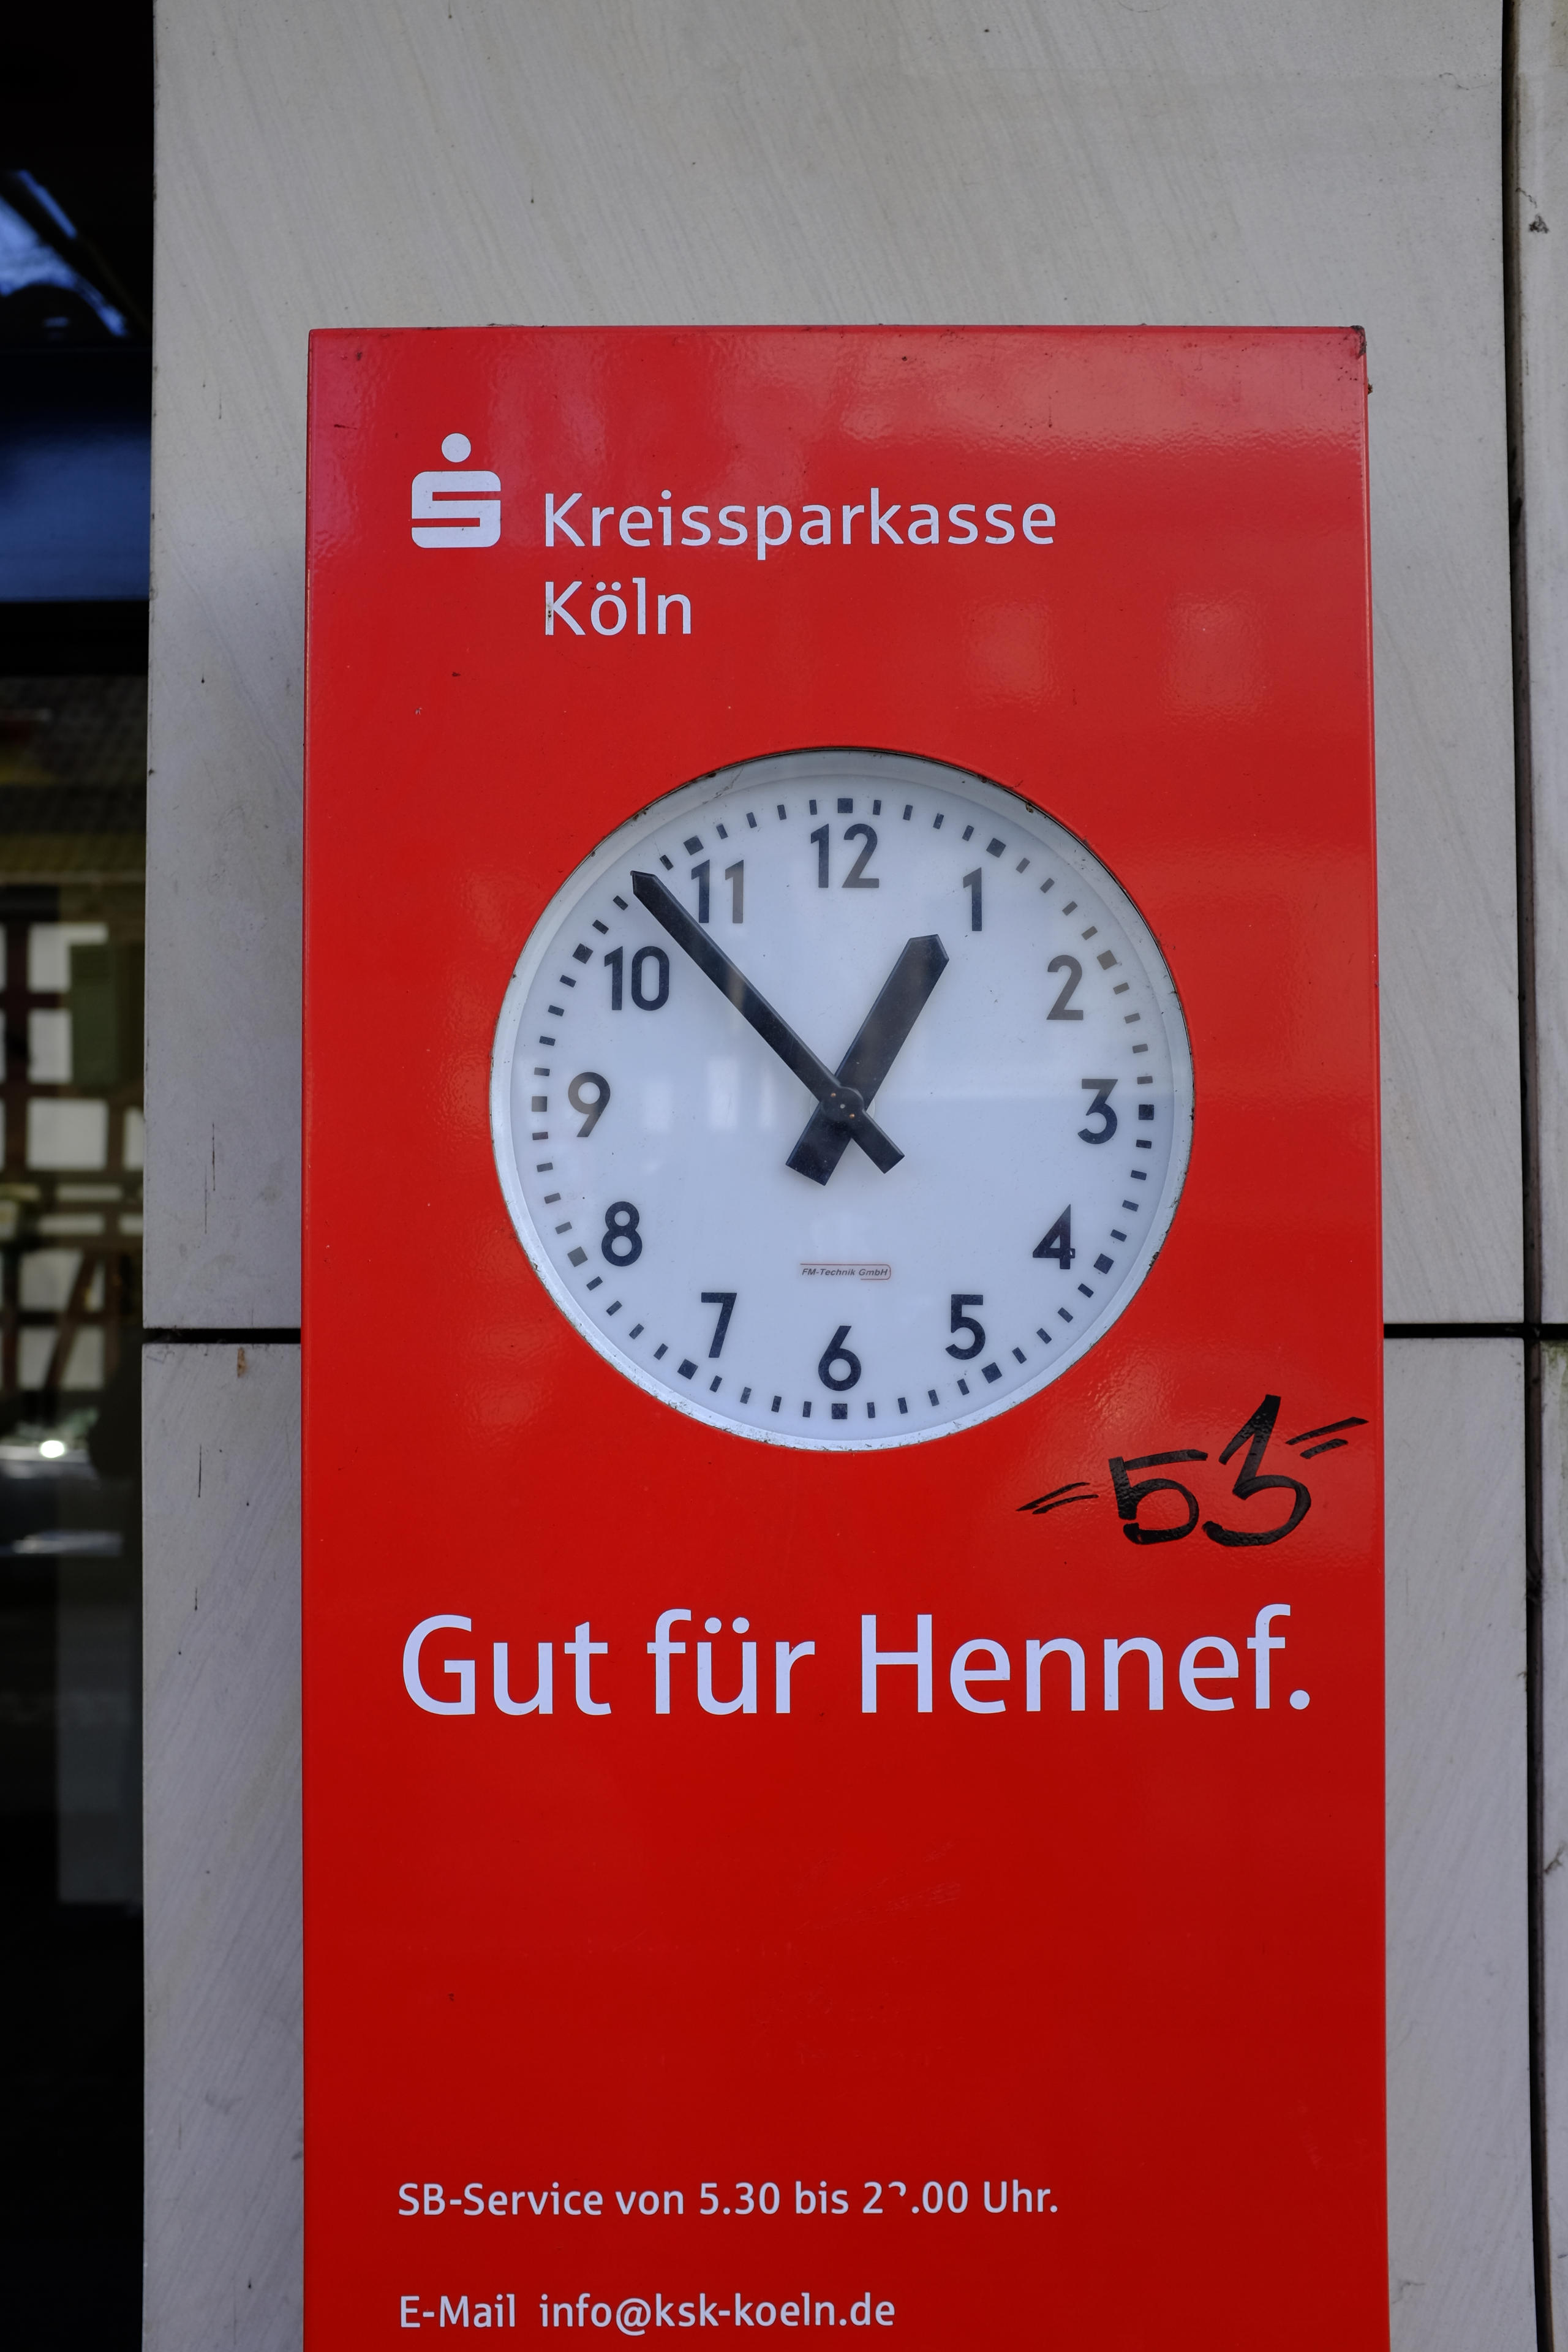 Kreissparkasse
Köln
12
11
1
10
2
9
3
8
4
7
5
6
FM-Technik GmbH
53
Gut für Hennef.
SB-Service von 5.30 bis Uhr.
E-Mail info@ksk-koeln.de